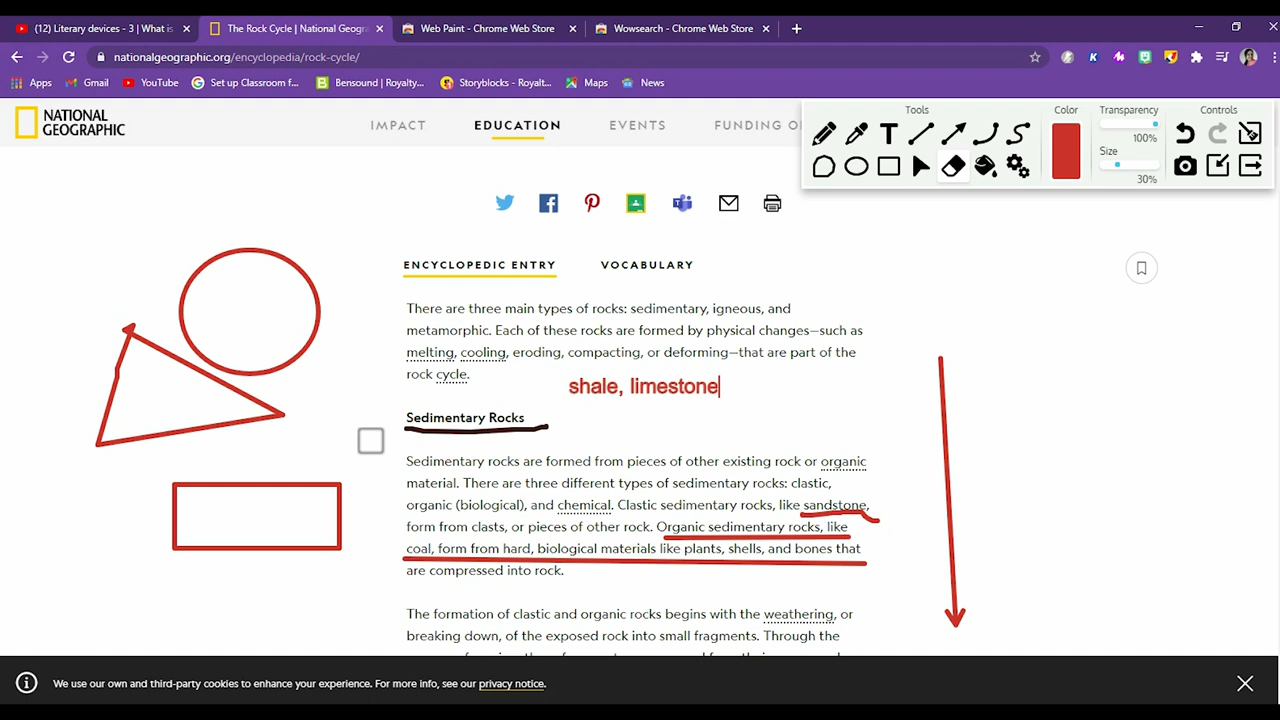 (12) Literary devices - 3 | What is
The Rock Cycle | National Geogra
Web Paint - Chrome Web Store
Wowsearch - Chrome Web Store
nationalgeographic.org/encyclopedia/rock-cycle/
Apps
Gmail
YouTube
Set up Classroom f...
Bensound | Royalty...
Storyblocks - Royalt...
Maps
News
NATIONAL
GEOGRAPHIC
IMPACT
EDUCATION
EVENTS
FUNDING O
Tools
Color
Transparency
100%
Size
30%
Controls
ENCYCLOPEDIC ENTRY
VOCABULARY
There are three main types of rocks: sedimentary, igneous, and
metamorphic. Each of these rocks are formed by physical changes—such as
melting, cooling, eroding, compacting, or deforming—that are part of the
rock cycle.
shale, limestone
Sedimentary Rocks
Sedimentary rocks are formed from pieces of other existing rock or organic
material. There are three different types of sedimentary rocks: clastic,
organic (biological), and chemical. Clastic sedimentary rocks, like sandstone,
form from clasts, or pieces of other rock. Organic sedimentary rocks, like
coal, form from hard, biological materials like plants, shells, and bones that
are compressed into rock.
The formation of clastic and organic rocks begins with the weathering, or
breaking down, of the exposed rock into small fragments. Through the
We use our own and third-party cookies to enhance your experience. For more info, see our privacy notice.